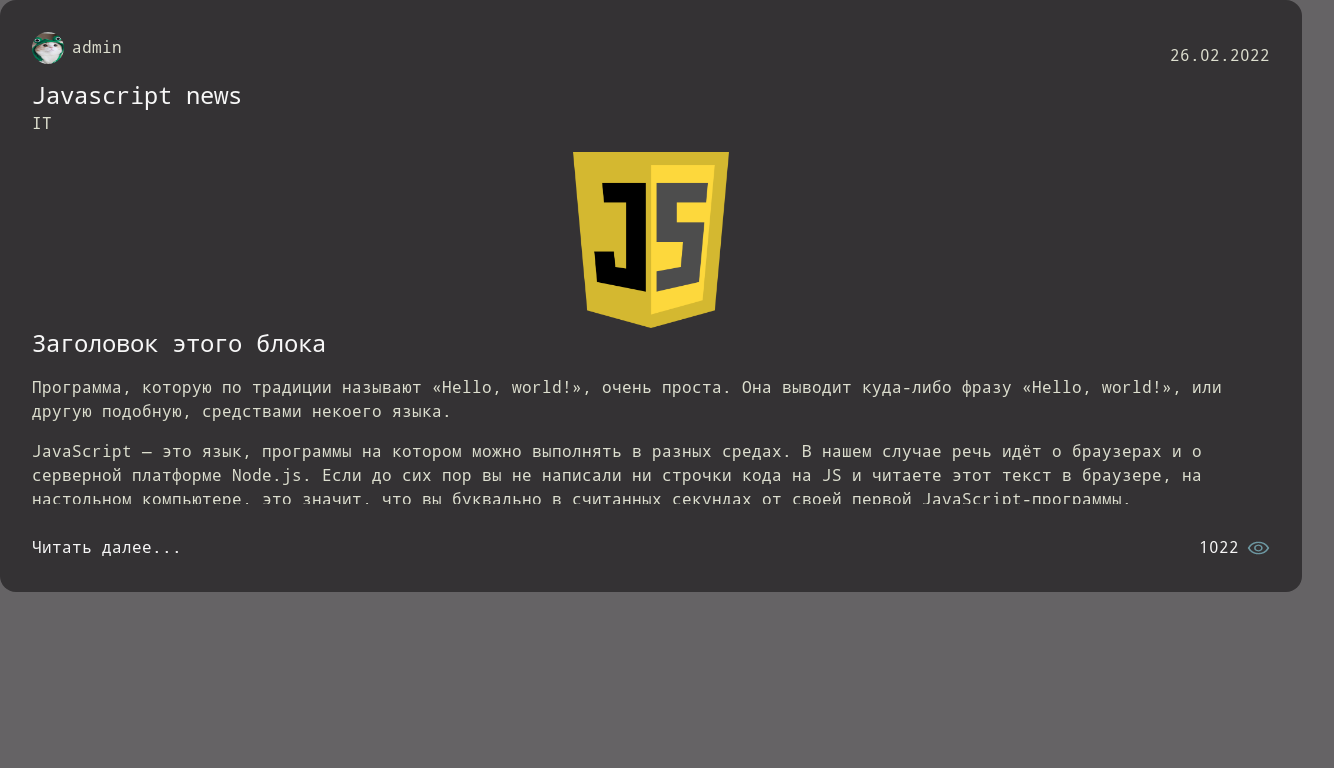 admin
26.02.2022
Javascript news
IT
JS
Заголовок этого блока
Программа, которую по традиции называют «Hello, world!», очень проста. Она выводит куда-либо фразу «Hello, world!», или
другую подобную, средствами некоего языка.
JavaScript — это язык, программы на котором можно выполнять в разных средах. В нашем случае речь идёт о браузерах и о
серверной платформе Node.js. Если до сих пор вы не написали ни строчки кода на JS и читаете этот текст в браузере, на
настольном компьютере, это значит, что вы буквально в считанных секундах от своей первой JavaScript-программы.
Читать далее...
1022